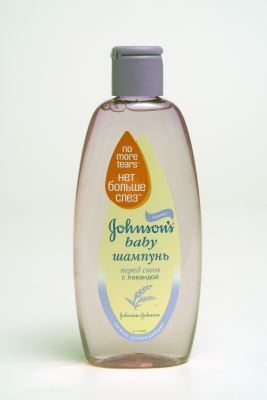 no
more
tears
нет
больше
слез
Johnson's
baby
шампунь
перед сном
с лавандой
Johnson & Johnson